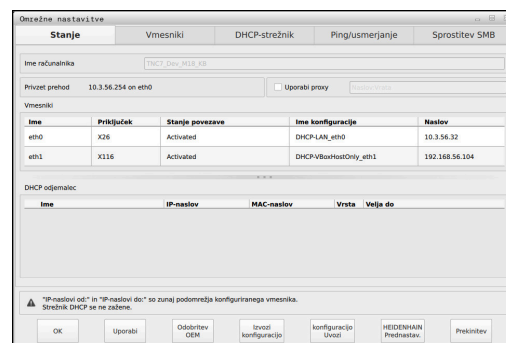 Omrežne nastavitve
Stanje Vmesniki DHCP-strežnik Ping/usmerjanje Sprostitev SMB
Ime računalnika TNC7_Dev_M18_KB
Privzet prehod 10.3.56.254 on eth0 Uporabi proxy
Vmesniki
Ime Priključek Stanje povezave Ime konfiguracije Naslov
eth0 X26 Activated DHCP-LAN_eth0 10.3.56.32
eth1 X116 Activated DHCP-VBoxHostOnly_eth1 192.168.56.104
DHCP odjemalec
Ime IP-naslov MAC-naslov Vrsta Velja do
"IP-naslovi od:" in "IP-naslovi do:" so zunaj podomrežja konfiguriranega vmesnika.
Strežnik DHCP se ne zažene.
OK Uporabi Odobritev OEM Izvozi konfiguracijo konfiguracijo Uvozi HEIDENHAIN Prednastav. Prekinitev